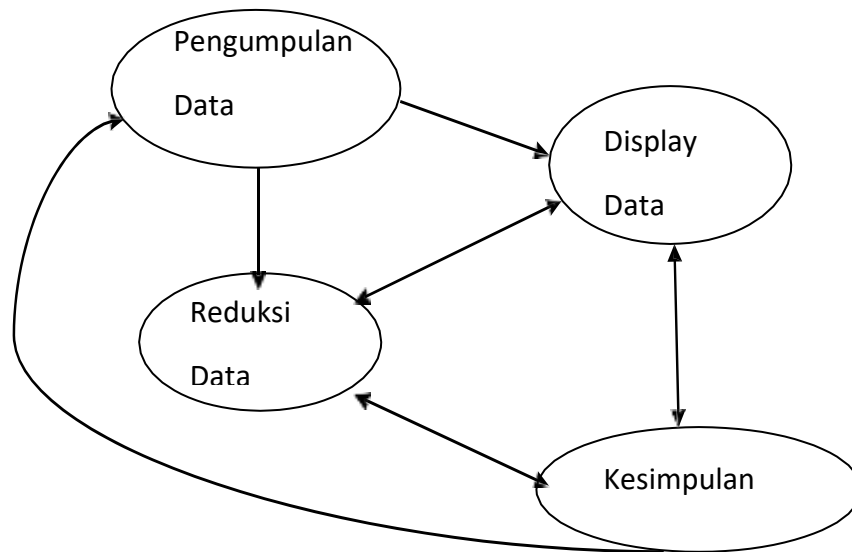 Pengumpulan
Data
Display
Data
Reduksi
Data
Kesimpulan